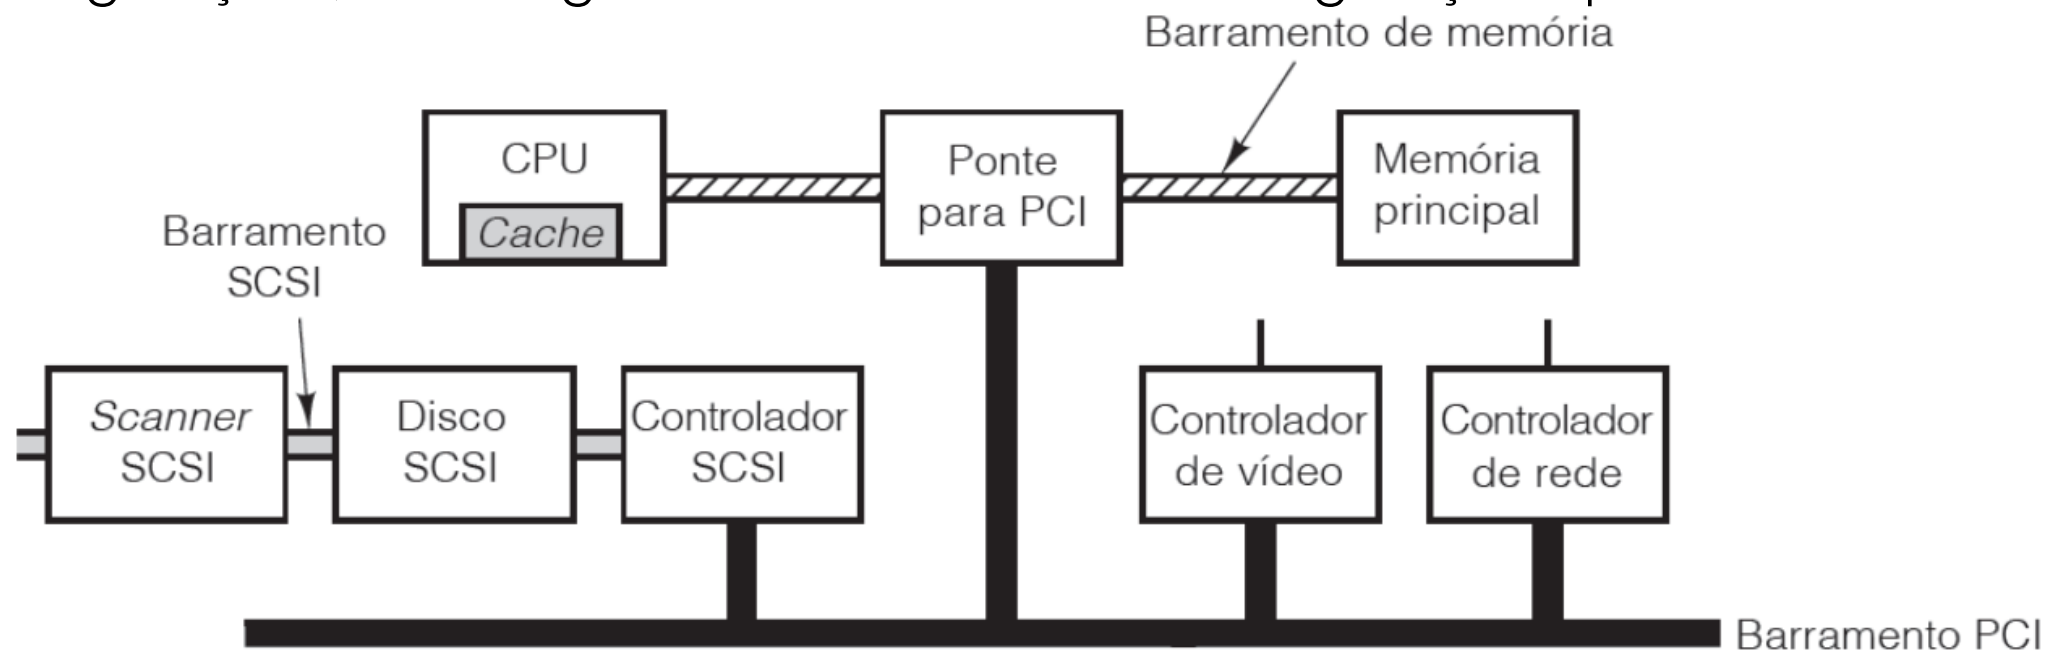 Barramento de memória
CPU
Cache
Ponte
para PCI
Memória
principal
Barramento
SCSI
Scanner
SCSI
Disco
SCSI
Controlador
SCSI
Controlador
de vídeo
Controlador
de rede
Barramento PCI